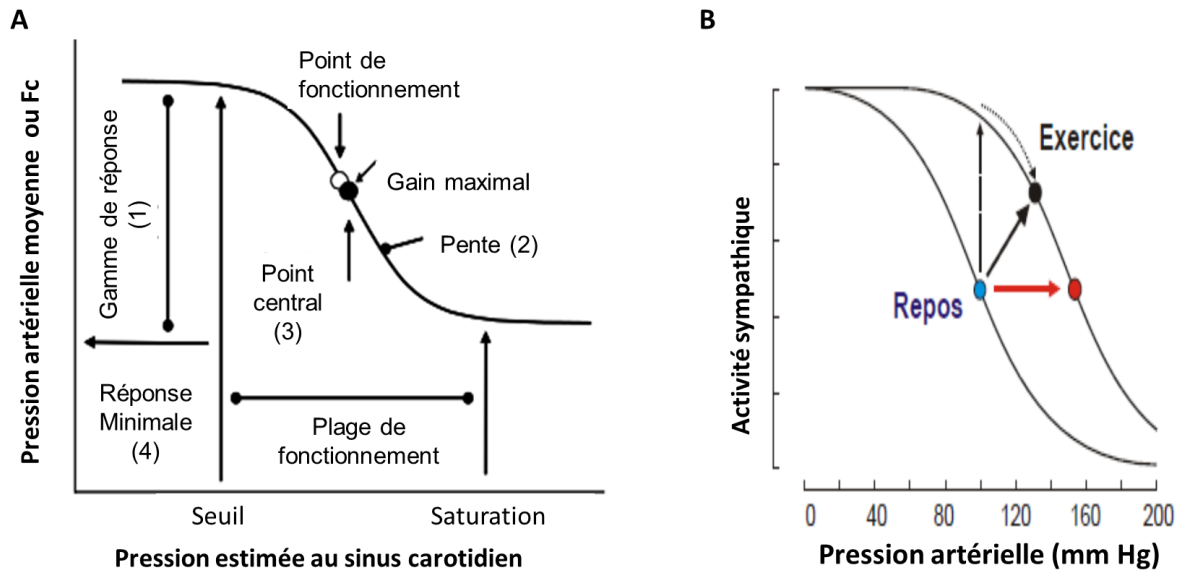 A
Pression artérielle moyenne ou Fc
Gamme de réponse
(1)
Point de
fonctionnement
Gain maximal
Pente (2)
Point
central
(3)
Réponse
Minimale
(4)
Plage de
fonctionnement
Seuil
Saturation
Pression estimée au sinus carotidien
B
Activité sympathique
Exercice
Repos
0 40 80 120 160 200
Pression artérielle (mm Hg)